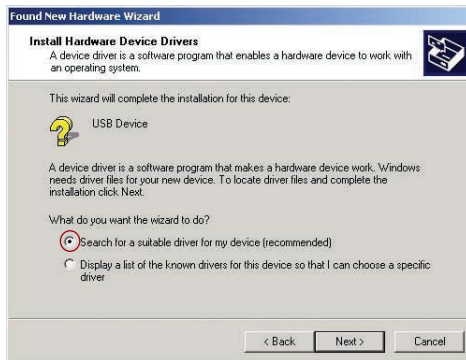 Found New Hardware Wizard
Install Hardware Device Drivers
A device driver is a software program that enables a hardware device to work with
an operating system.
This wizard will complete the installation for this device:
USB Device
A device driver is a software program that makes a hardware device work. Windows
needs driver files for your new device. To locate driver files and complete the
installation click Next.
What do you want the wizard to do?
Search for a suitable driver for my device (recommended)
Display a list of the known drivers for this device so that I can choose a specific
driver
< Back Next > Cancel